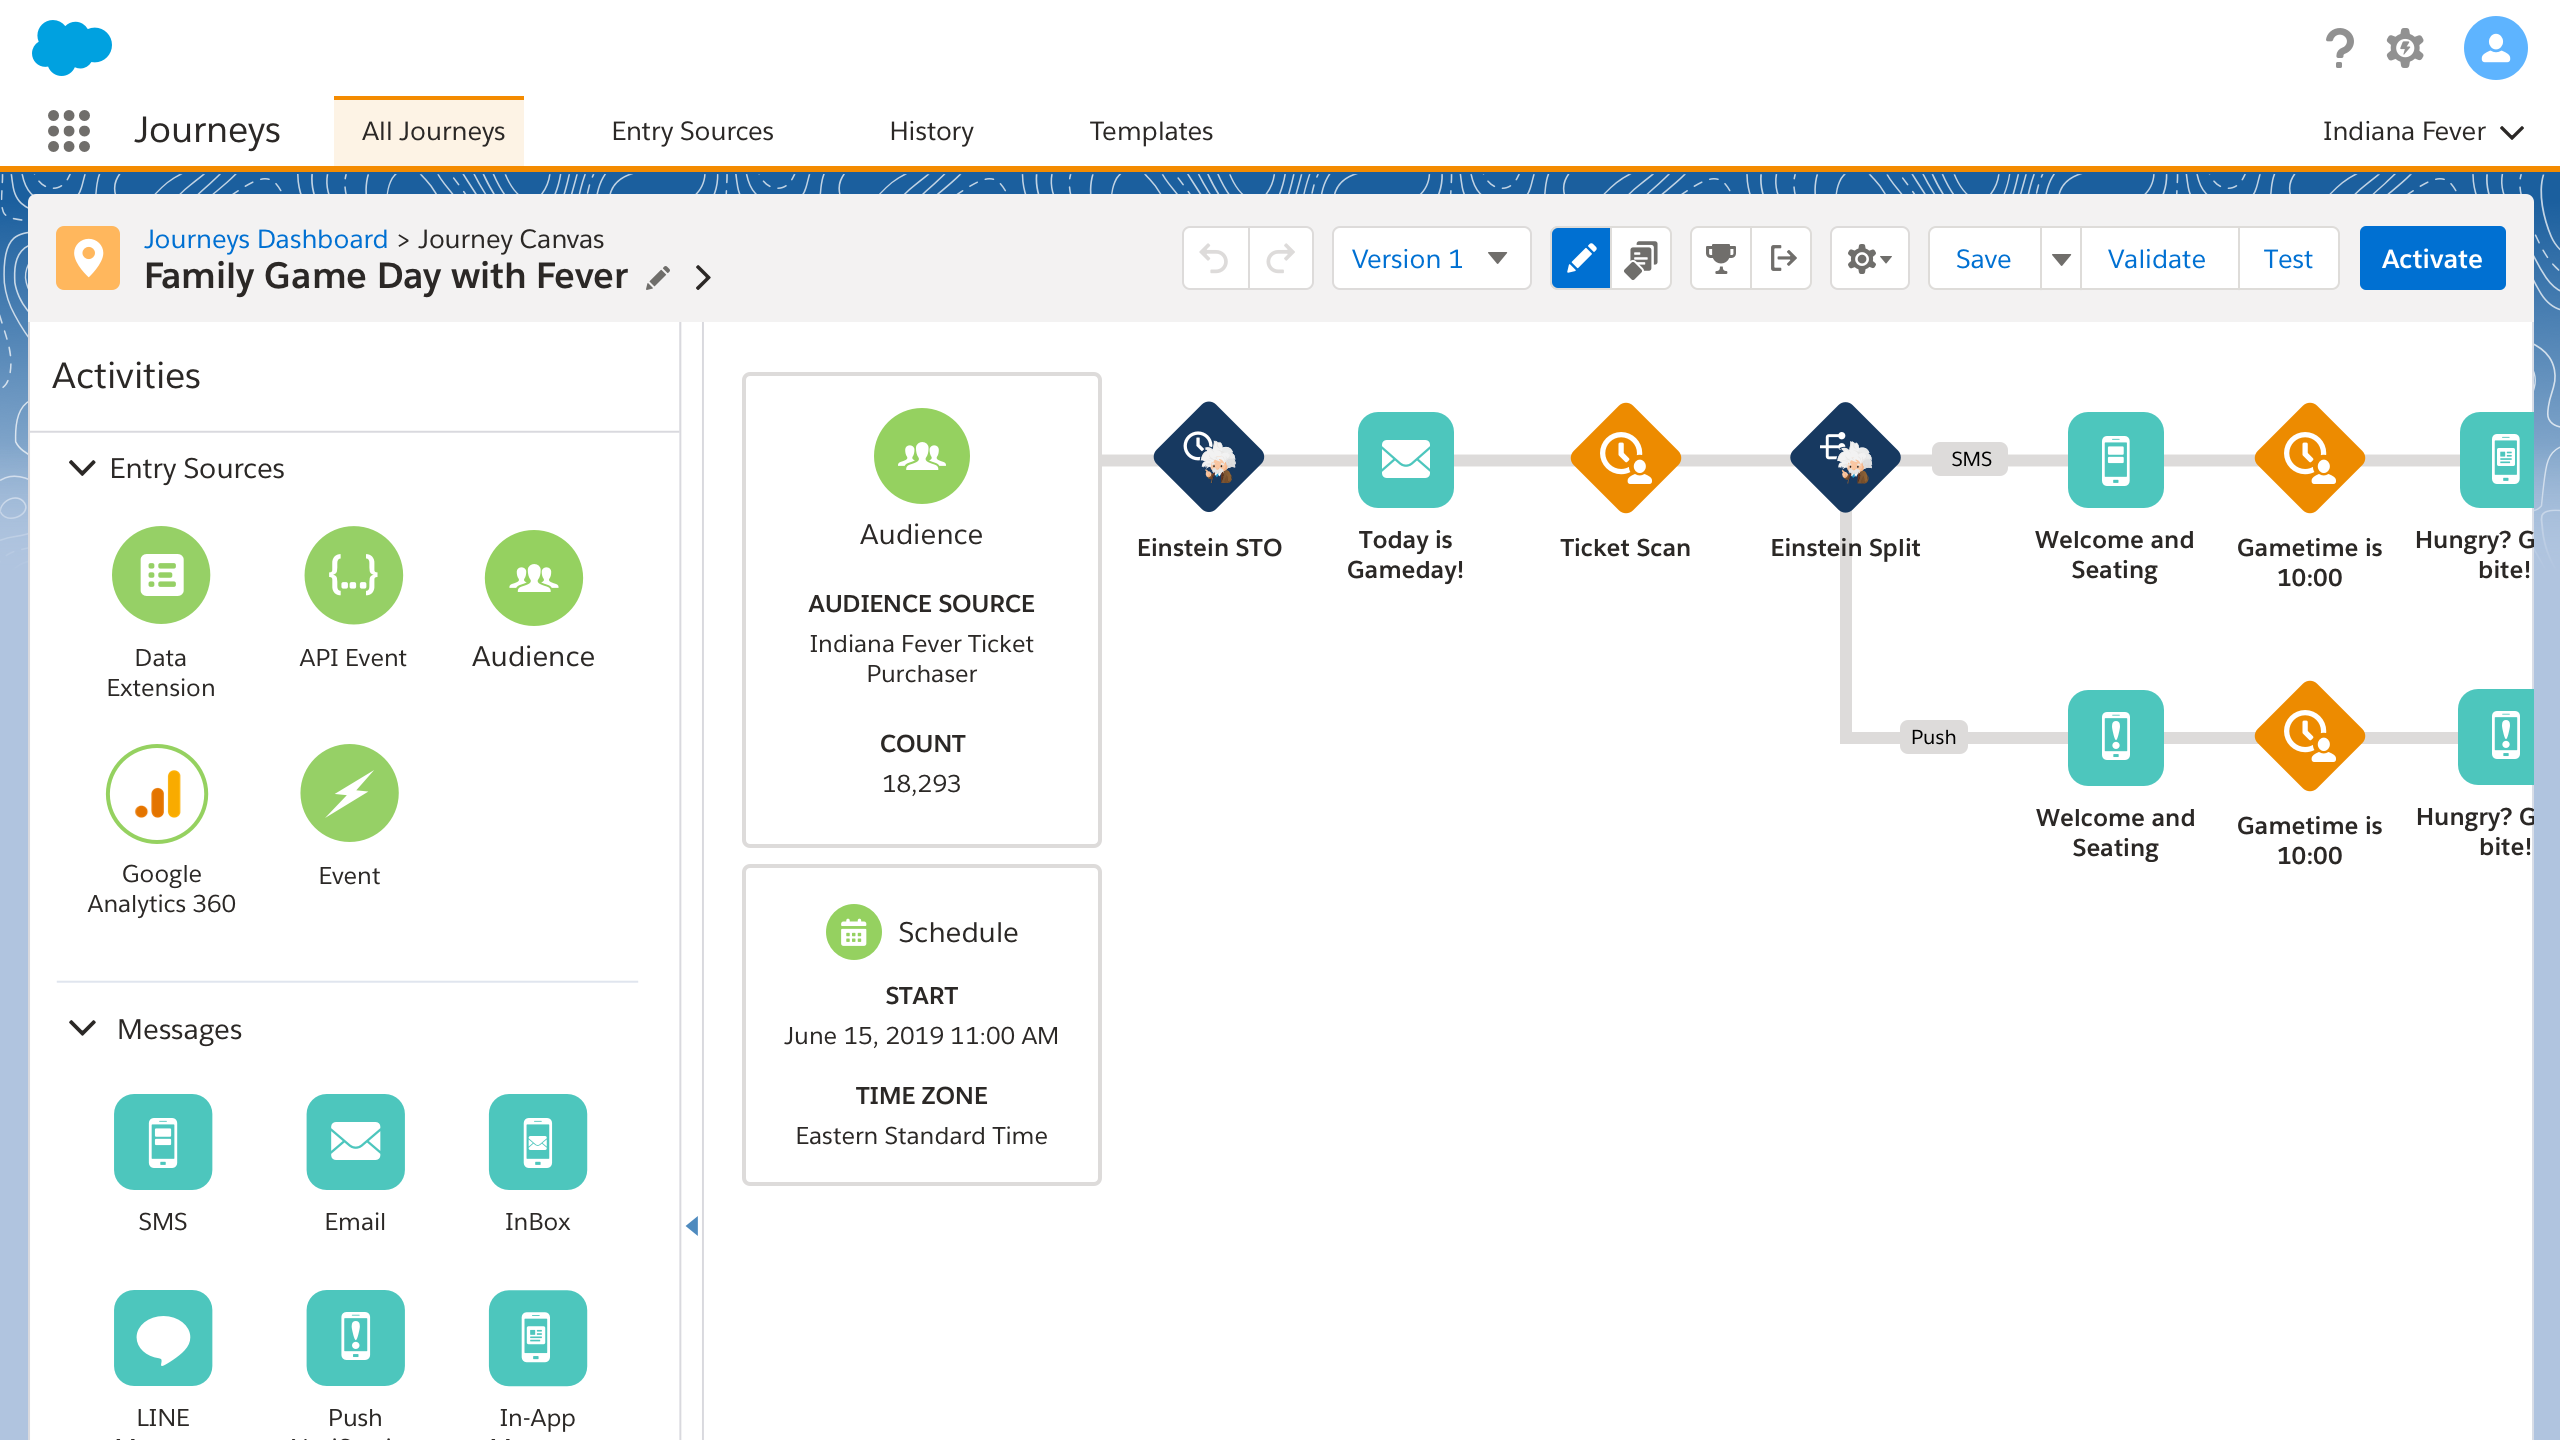 Journeys
All Journeys
Entry Sources
History
Templates
Indiana Fever
Journeys Dashboard > Journey Canvas
Family Game Day with Fever
Version 1
Save
Validate
Test
Activate
Activities
Entry Sources
Data
Extension
API Event
Audience
Google
Analytics 360
Event
Messages
SMS
Email
InBox
LINE
Push
In-App
Audience
AUDIENCE SOURCE
Indiana Fever Ticket
Purchaser
COUNT
18,293
Schedule
START
June 15, 2019 11:00 AM
TIME ZONE
Eastern Standard Time
Einstein STO
Today is
Gameday!
Ticket Scan
Einstein Split
SMS
Welcome and
Seating
Gametime is
10:00
Hungry? G
bite!
Push
Welcome and
Seating
Gametime is
10:00
Hungry? G
bite!